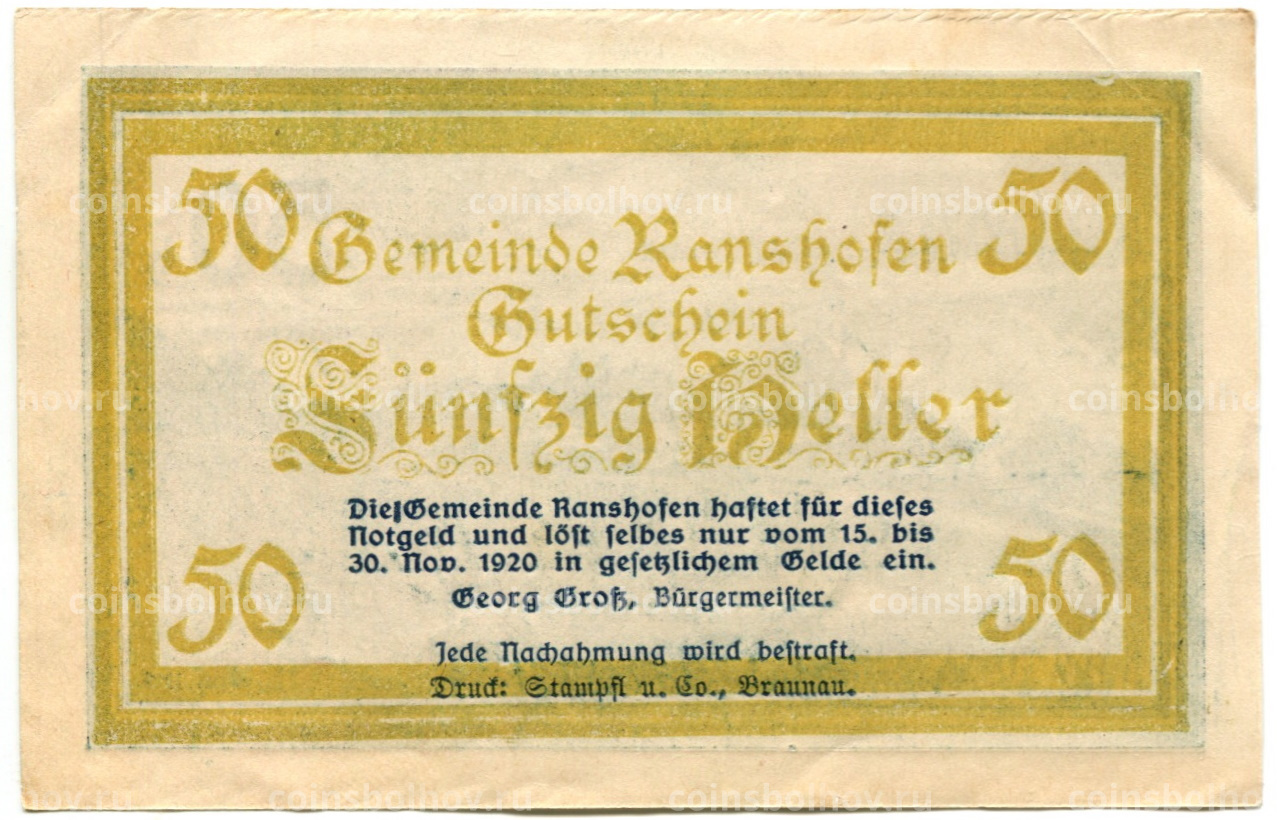 50 50
Gemeinde Ranshofen
Gutschein
Fünfzig Heller
Die Gemeinde Ranshofen haftet für dieses
Notgeld und löst selbes nur vom 15. bis
30. Nov. 1920 in gesetzlichem Gelde ein.
50 50
Georg Groß, Bürgermeister.
Jede Nachahmung wird bestraft.
Druck: Stampfl u. Co., Braunau.
coinsbolhov.ru